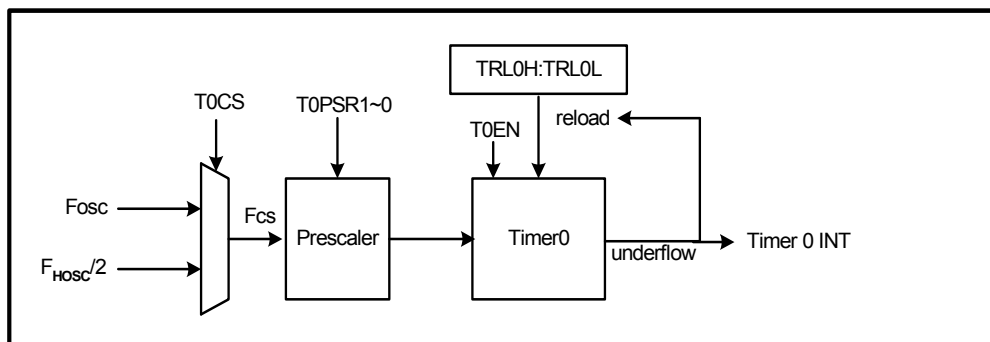 TRL0H:TRL0L
T0CS
T0PSR1~0
reload
T0EN
Fosc
Fcs
Prescaler
Timer0
Timer 0 INT
underflow
FHOSC/2